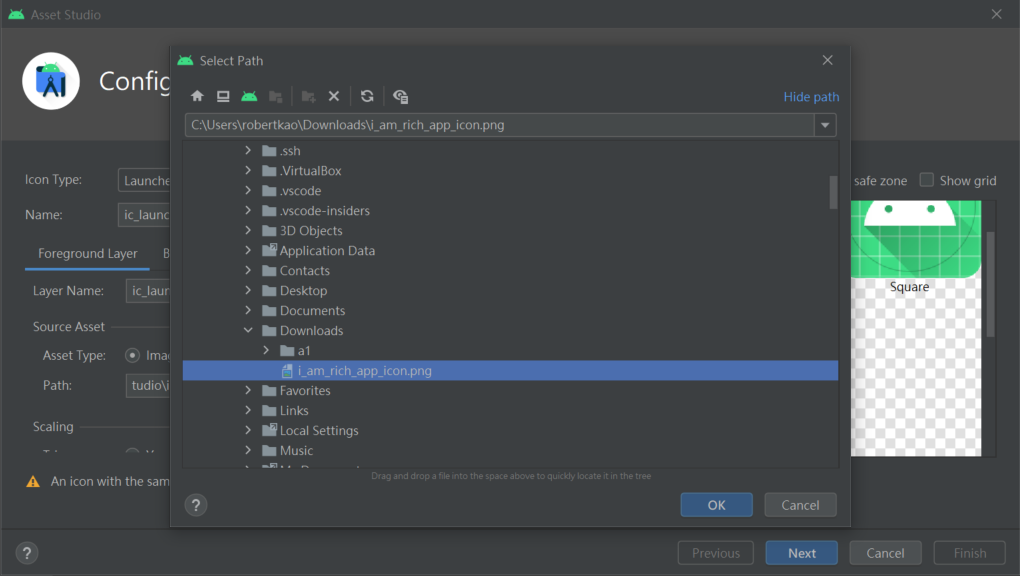 Asset Studio
Config
Select Path
Hide path
C:\Users\robertkao\Downloads\i_am_rich_app_icon.png
.ssh
.VirtualBox
.vscode
.vscode-insiders
3D Objects
Application Data
Contacts
Desktop
Documents
Downloads
a1
i_am_rich_app_icon.png
Favorites
Links
Local Settings
Music
Drag and drop a file into the space above to quickly locate it in the tree
?
OK
Cancel
Icon Type:
Launche
safe zone
Show grid
Name:
ic_launc
Foreground Layer
B
Square
Layer Name:
ic_laun
Source Asset
Asset Type:
Imag
Path:
tudio\i
Scaling
An icon with the sam
?
Previous
Next
Cancel
Finish